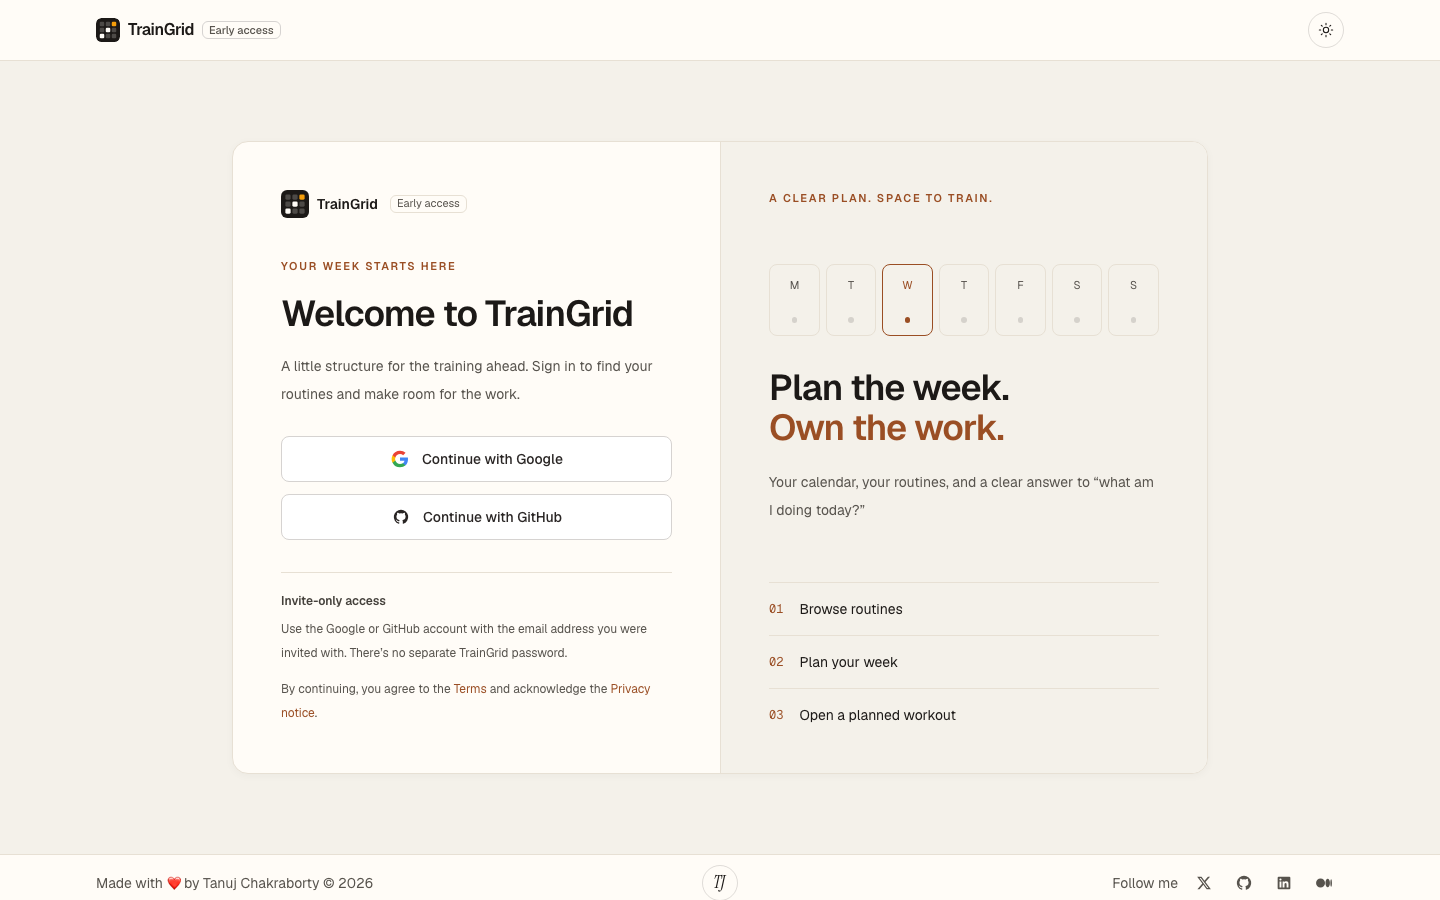 TrainGrid Early access
TrainGrid Early access
YOUR WEEK STARTS HERE
Welcome to TrainGrid
A little structure for the training ahead. Sign in to find your
routines and make room for the work.
Continue with Google
Continue with GitHub
Invite-only access
Use the Google or GitHub account with the email address you were
invited with. There’s no separate TrainGrid password.
By continuing, you agree to the Terms and acknowledge the Privacy
notice.
A CLEAR PLAN. SPACE TO TRAIN.
M T W T F S S
Plan the week.
Own the work.
Your calendar, your routines, and a clear answer to “what am
I doing today?”
01 Browse routines
02 Plan your week
03 Open a planned workout
Made with ❤️ by Tanuj Chakraborty © 2026
TJ
Follow me